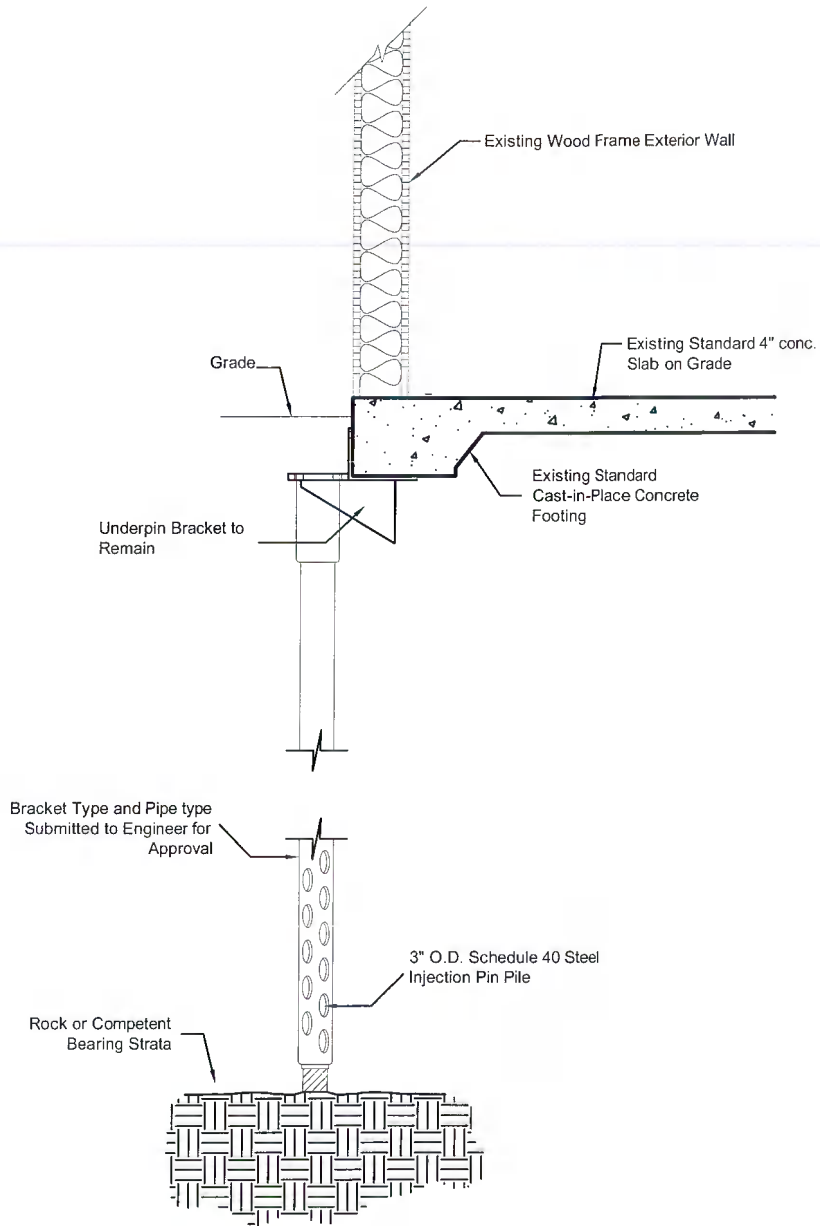 Existing Wood Frame Exterior Wall
Existing Standard 4" conc.
Slab on Grade
Grade
Existing Standard
Cast-in-Place Concrete
Footing
Underpin Bracket to
Remain
Bracket Type and Pipe type
Submitted to Engineer for
Approval
3" O.D. Schedule 40 Steel
Injection Pin Pile
Rock or Competent
Bearing Strata